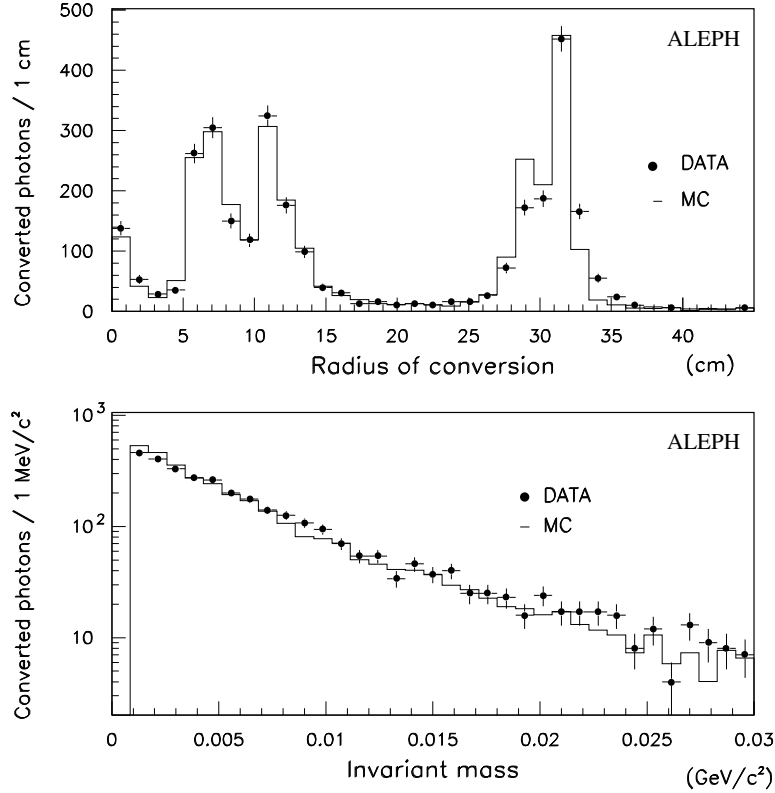 Converted photons / 1 cm
500
400
300
200
100
0
ALEPH
DATA
MC
0 5 10 15 20 25 30 35 40
Radius of conversion (cm)
Converted photons / 1 MeV/c²
10³
10²
10
ALEPH
DATA
MC
0 0.005 0.01 0.015 0.02 0.025 0.03
Invariant mass
(GeV/c²)